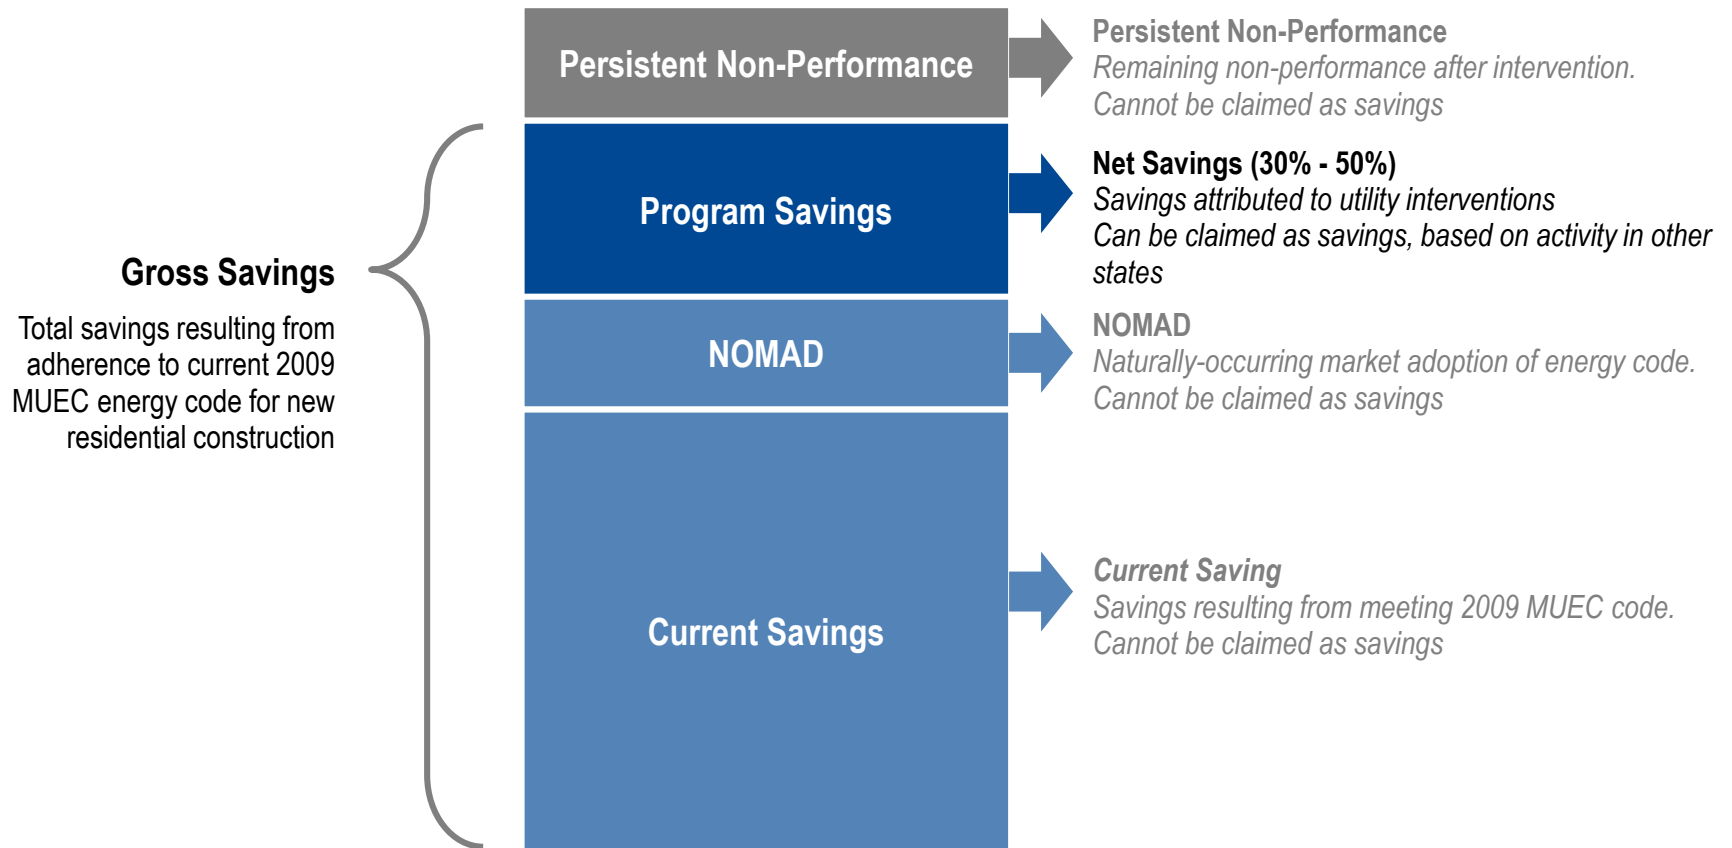 Gross Savings
Total savings resulting from
adherence to current 2009
MUEC energy code for new
residential construction
Persistent Non-Performance
Program Savings
NOMAD
Current Savings
Persistent Non-Performance
Remaining non-performance after intervention.
Cannot be claimed as savings
Net Savings (30% - 50%)
Savings attributed to utility interventions
Can be claimed as savings, based on activity in other
states
NOMAD
Naturally-occurring market adoption of energy code.
Cannot be claimed as savings
Current Saving
Savings resulting from meeting 2009 MUEC code.
Cannot be claimed as savings